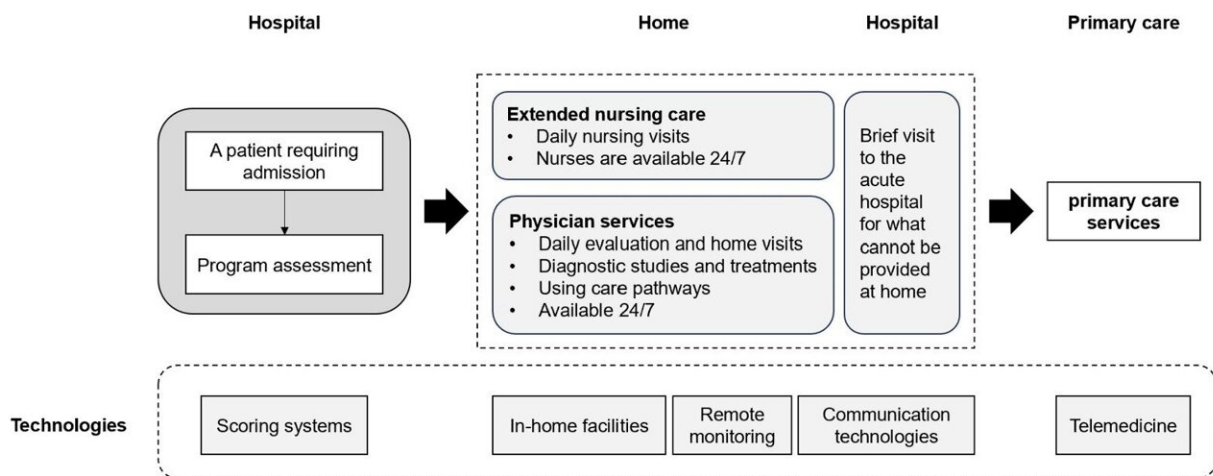 Hospital
Home
Hospital
Primary care
A patient requiring
admission
Program assessment
Extended nursing care
• Daily nursing visits
• Nurses are available 24/7
Physician services
• Daily evaluation and home visits
• Diagnostic studies and treatments
• Using care pathways
• Available 24/7
Brief visit
to the
acute
hospital
for what
cannot be
provided
at home
primary care
services
Technologies
Scoring systems
In-home facilities
Remote
monitoring
Communication
technologies
Telemedicine